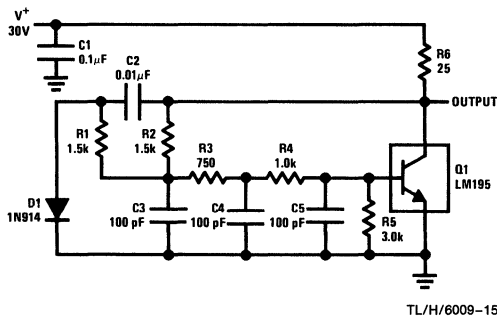 V+
30V
C1
0.1μF
C2
0.01μF
R6
25
OUTPUT
R1
1.5k
R2
1.5k
R3
750
R4
1.0k
Q1
LM195
D1
1N914
C3
100 pF
C4
100 pF
C5
100 pF
R5
3.0k
TL/H/6009–15